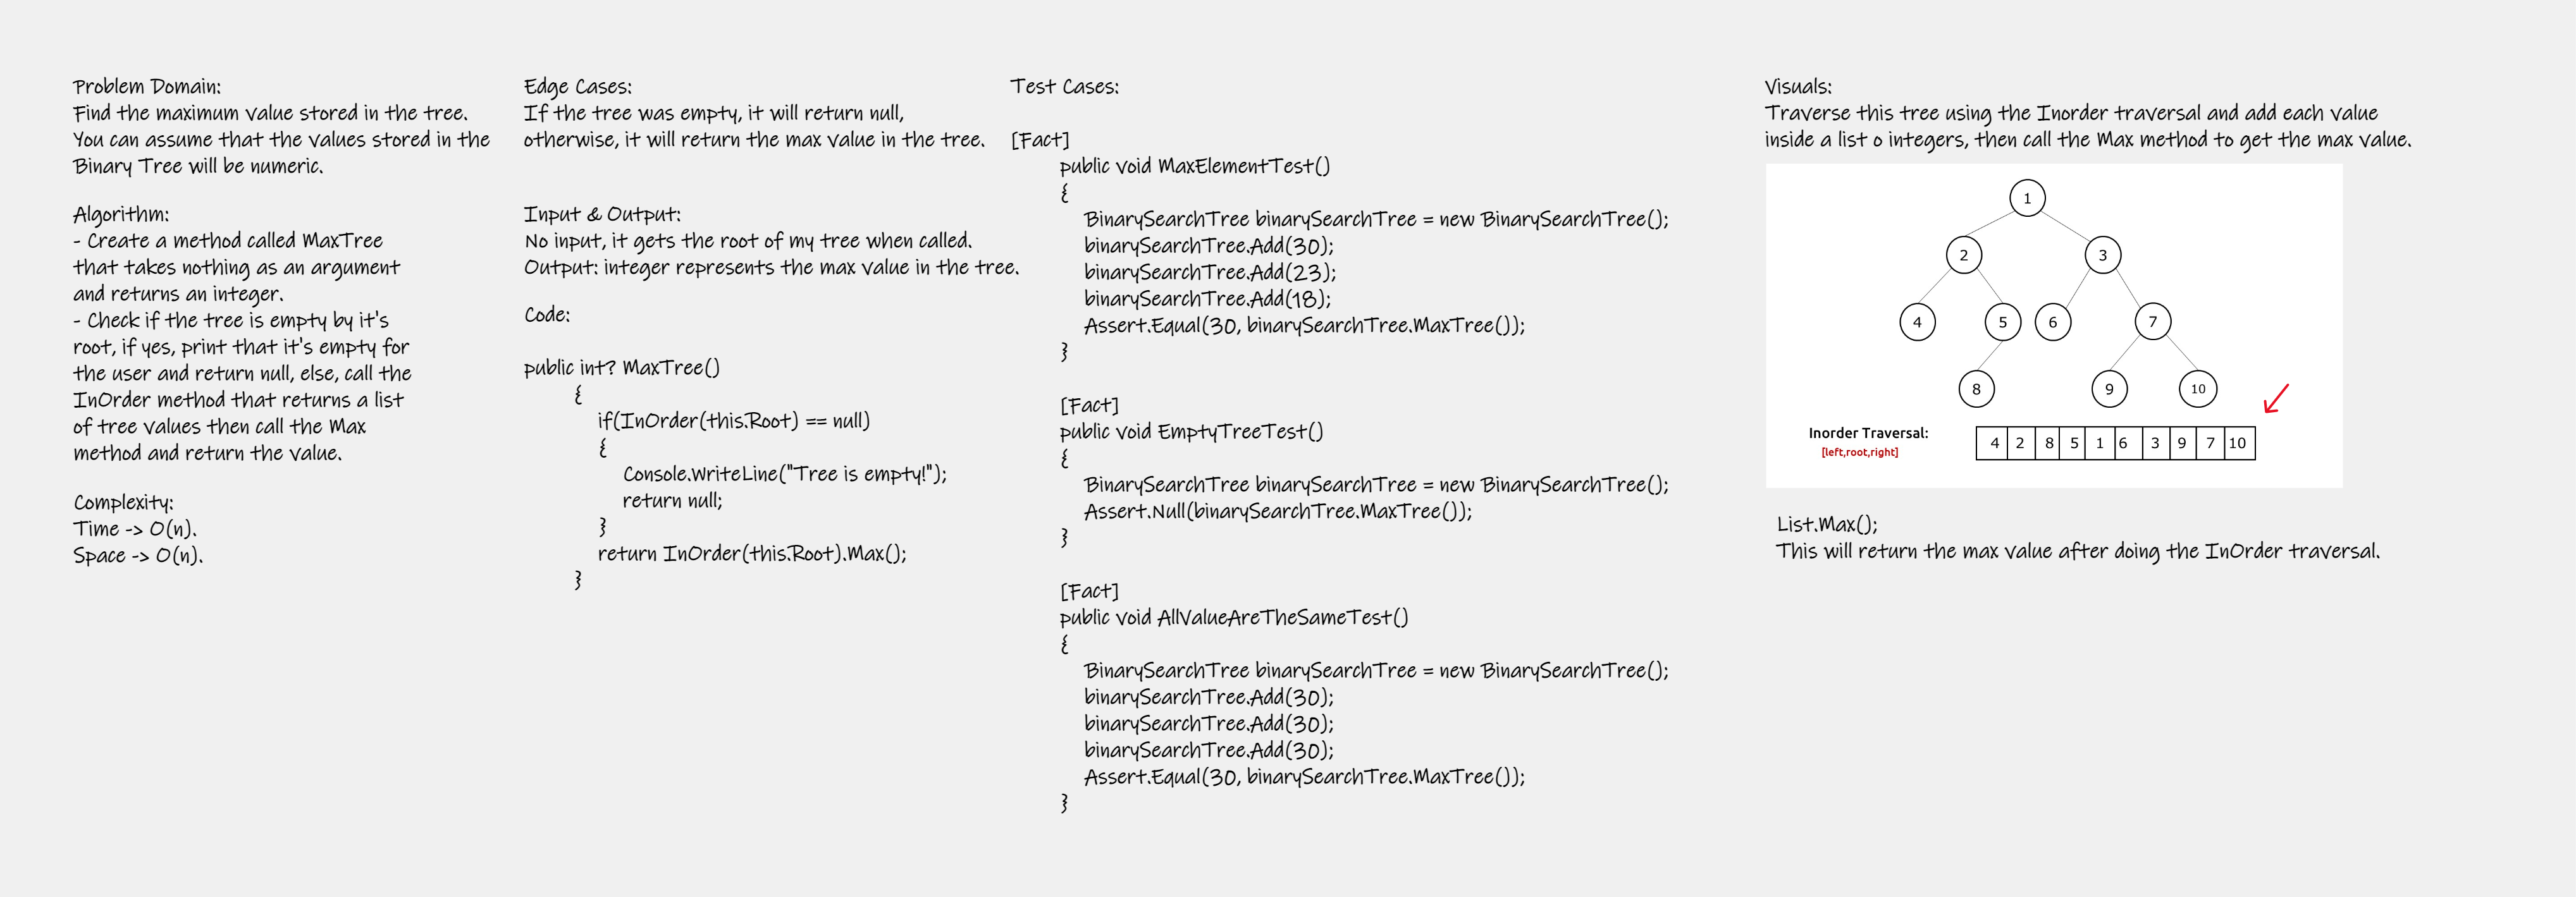 Problem Domain:
Find the maximum value stored in the tree.
You can assume that the values stored in the
Binary Tree will be numeric.
Algorithm:
- Create a method called MaxTree
that takes nothing as an argument
and returns an integer.
- Check if the tree is empty by it's
root, if yes, print that it's empty for
the user and return null, else, call the
InOrder method that returns a list
of tree values then call the Max
method and return the value.
Complexity:
Time -> O(n).
Space -> O(n).
Edge Cases:
If the tree was empty, it will return null,
otherwise, it will return the max value in the tree.
Input & Output:
No input, it gets the root of my tree when called.
Output: integer represents the max value in the tree.
Code:
public int? MaxTree()
{
if(InOrder(this.Root) == null)
{
Console.WriteLine("Tree is empty!");
return null;
}
return InOrder(this.Root).Max();
}
Test Cases:
[Fact]
public void MaxElementTest()
{
BinarySearchTree binarySearchTree = new BinarySearchTree();
binarySearchTree.Add(30);
binarySearchTree.Add(23);
binarySearchTree.Add(18);
Assert.Equal(30, binarySearchTree.MaxTree());
}
[Fact]
public void EmptyTreeTest()
{
BinarySearchTree binarySearchTree = new BinarySearchTree();
Assert.Null(binarySearchTree.MaxTree());
}
[Fact]
public void AllValueAreTheSameTest()
{
BinarySearchTree binarySearchTree = new BinarySearchTree();
binarySearchTree.Add(30);
binarySearchTree.Add(30);
binarySearchTree.Add(30);
Assert.Equal(30, binarySearchTree.MaxTree());
}
Visuals:
Traverse this tree using the Inorder traversal and add each value
inside a list o integers, then call the Max method to get the max value.
1
2 3
4 5 6 7
8 9 10
Inorder Traversal: 4 2 8 5 1 6 3 9 7 10
[left,root,right]
List.Max();
This will return the max value after doing the InOrder traversal.